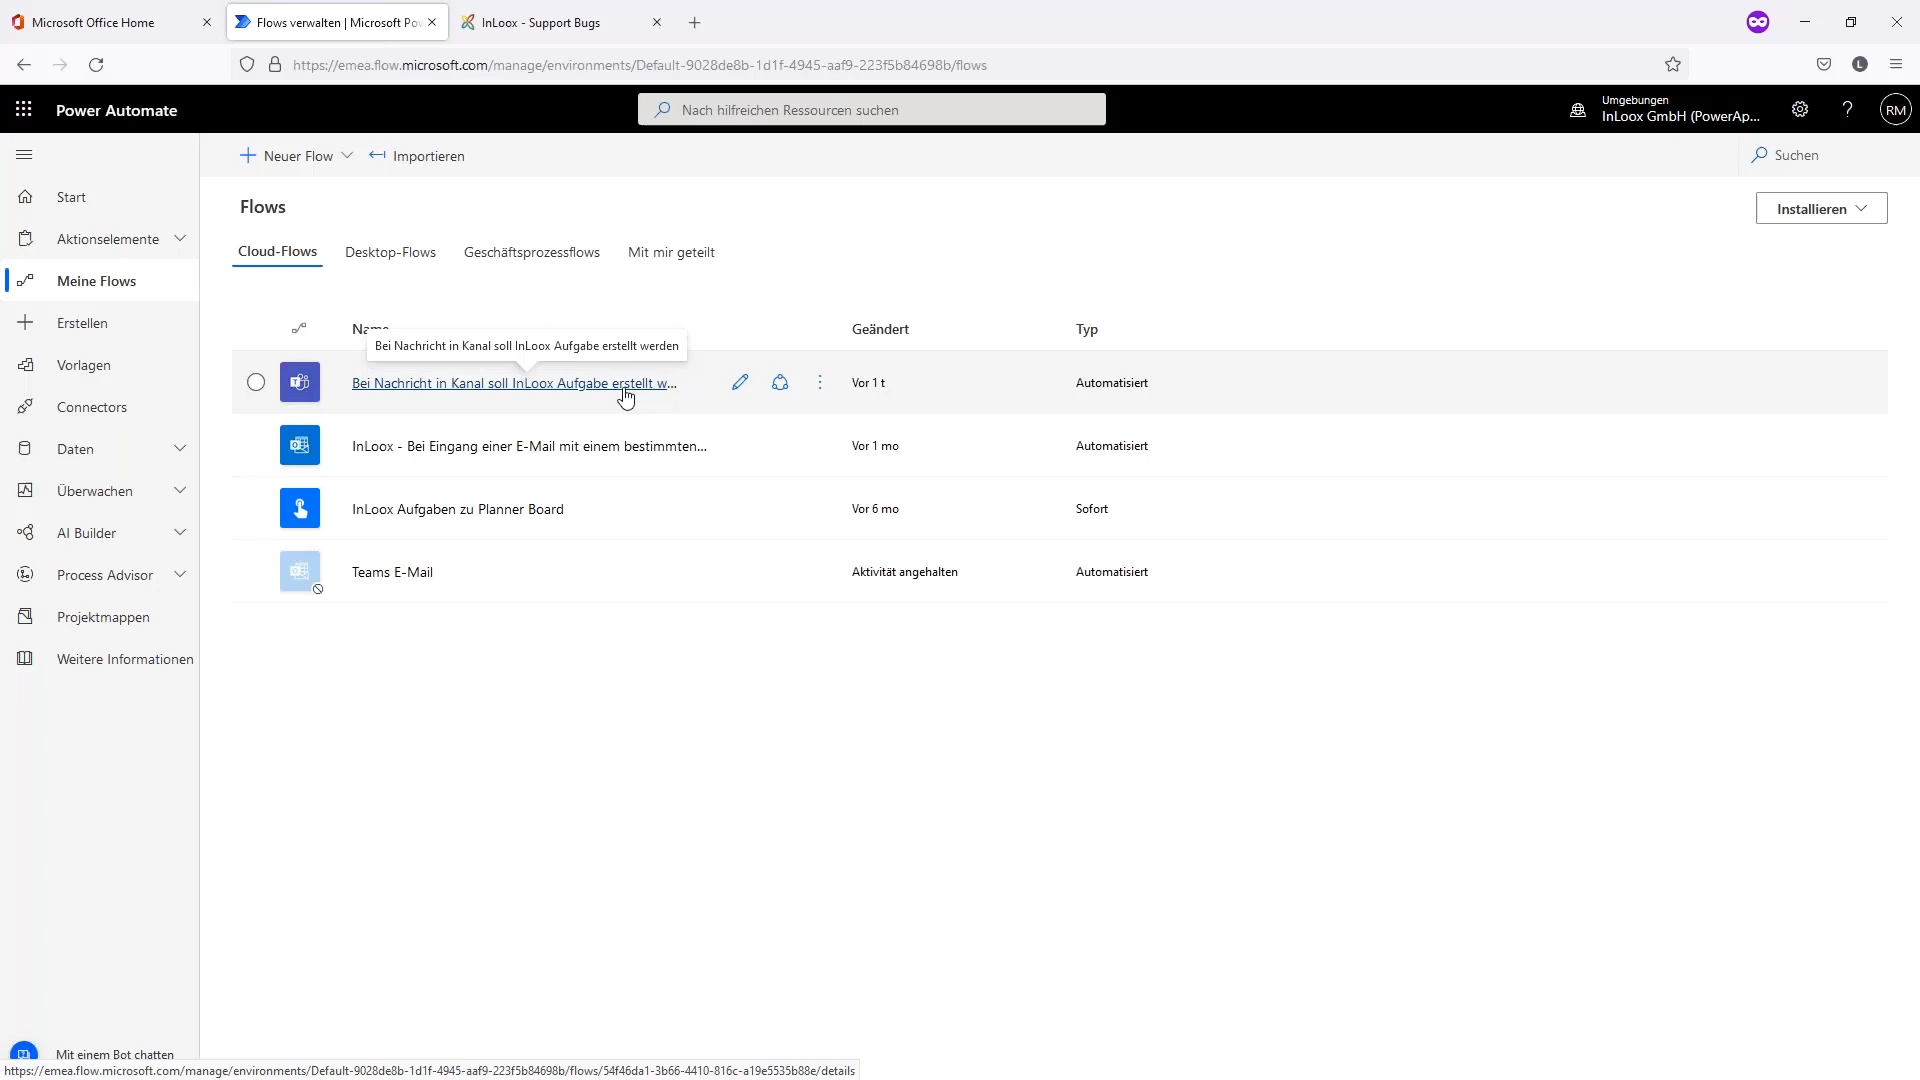 Microsoft Office Home
Flows verwalten | Microsoft Po
InLoox - Support Bugs
https://emea.flow.microsoft.com/manage/environments/Default-9028de8b-1d1f-4945-aaf9-223f5b84698b/flows
L
Power Automate
Nach hilfreichen Ressourcen suchen
Umgebungen
InLoox GmbH (PowerAp...
?
RM
Neuer Flow
Importieren
Suchen
Start
Aktionselemente
Meine Flows
Erstellen
Vorlagen
Connectors
Daten
Überwachen
AI Builder
Process Advisor
Projektmappen
Weitere Informationen
Mit einem Bot chatten
Flows
Installieren
Cloud-Flows
Desktop-Flows
Geschäftsprozessflows
Mit mir geteilt
Name
Geändert
Typ
Bei Nachricht in Kanal soll InLoox Aufgabe erstellt werden
Bei Nachricht in Kanal soll InLoox Aufgabe erstellt w...
Vor 1 t
Automatisiert
InLoox - Bei Eingang einer E-Mail mit einem bestimmten...
Vor 1 mo
Automatisiert
InLoox Aufgaben zu Planner Board
Vor 6 mo
Sofort
Teams E-Mail
Aktivität angehalten
Automatisiert
https://emea.flow.microsoft.com/manage/environments/Default-9028de8b-1d1f-4945-aaf9-223f5b84698b/flows/54f46da1-3b66-4410-816c-a19e5535b88e/details